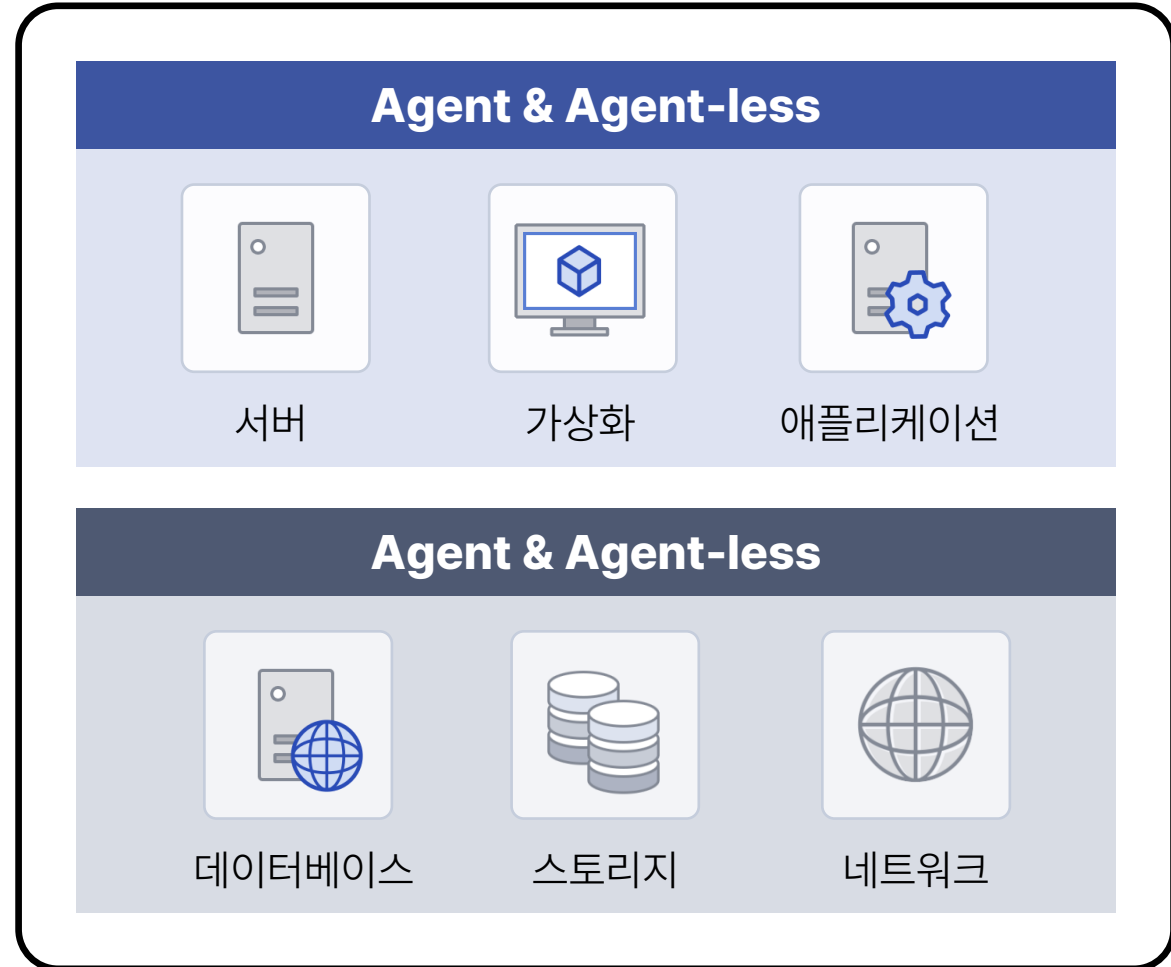 Agent & Agent-less
서버
가상화
애플리케이션
Agent & Agent-less
데이터베이스
스토리지
네트워크